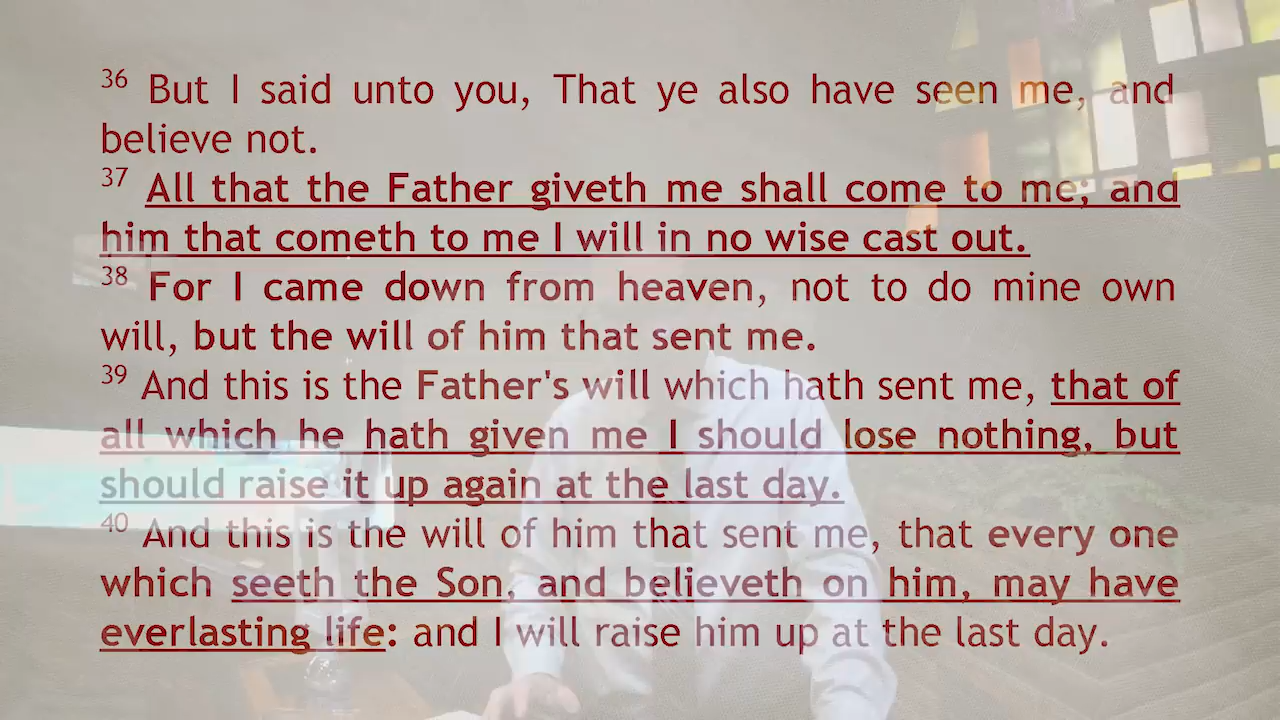 36 But I said unto you, That ye also have seen me, and
believe not.
37 All that the Father giveth me shall come to me; and
him that cometh to me I will in no wise cast out.
38 For I came down from heaven, not to do mine own
will, but the will of him that sent me.
39 And this is the Father's will which hath sent me, that of
all which he hath given me I should lose nothing, but
should raise it up again at the last day.
40 And this is the will of him that sent me, that every one
which seeth the Son, and believeth on him, may have
everlasting life: and I will raise him up at the last day.